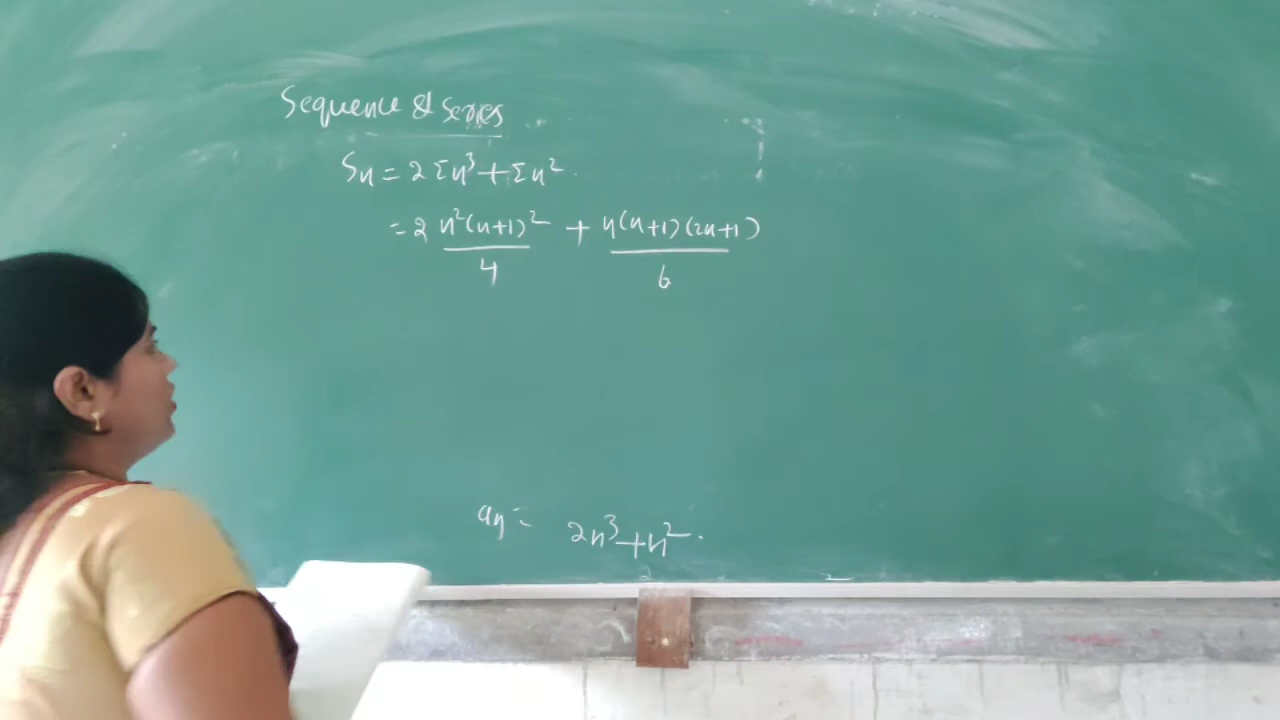 Sequence & series
Sn = 2 Σn³ + Σn².
= 2 n²(n+1)²/4 + n(n+1)(2n+1)/6
an = 2n³ + n².